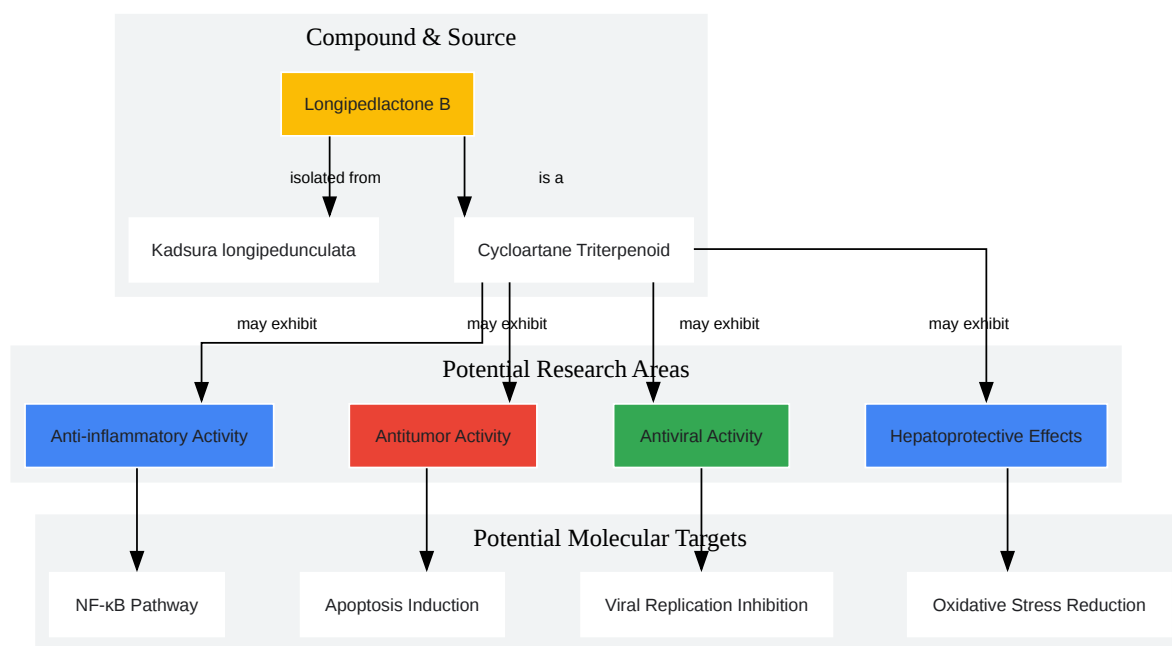 Compound & Source
Longipedlactone B
isolated from
is a
Kadsura longipedunculata
Cycloartane Triterpenoid
may exhibit
may exhibit
may exhibit
may exhibit
Potential Research Areas
Anti-inflammatory Activity
Antitumor Activity
Antiviral Activity
Hepatoprotective Effects
Potential Molecular Targets
NF-κB Pathway
Apoptosis Induction
Viral Replication Inhibition
Oxidative Stress Reduction